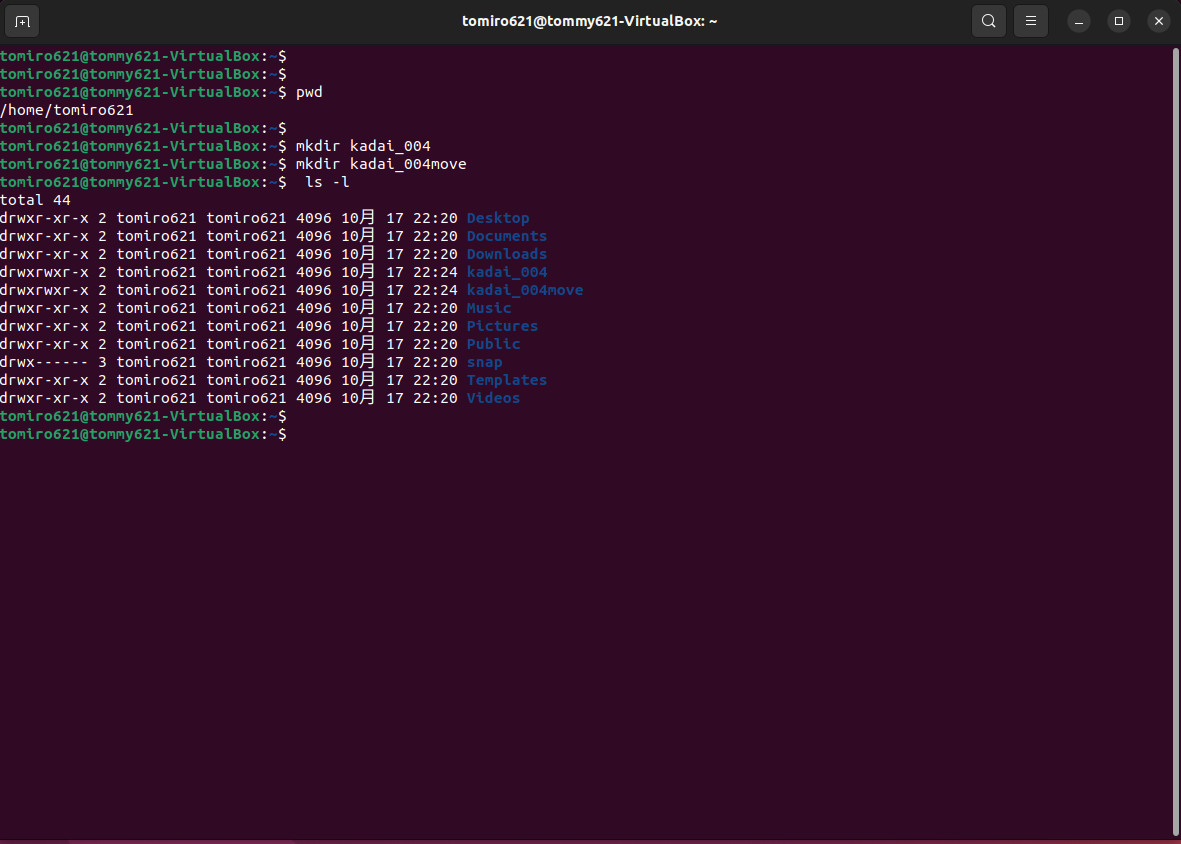 tomiro621@tommy621-VirtualBox: ~
tomiro621@tommy621-VirtualBox:~$
tomiro621@tommy621-VirtualBox:~$
tomiro621@tommy621-VirtualBox:~$ pwd
/home/tomiro621
tomiro621@tommy621-VirtualBox:~$
tomiro621@tommy621-VirtualBox:~$ mkdir kadai_004
tomiro621@tommy621-VirtualBox:~$ mkdir kadai_004move
tomiro621@tommy621-VirtualBox:~$  ls -l
total 44
drwxr-xr-x 2 tomiro621 tomiro621 4096 10月 17 22:20 Desktop
drwxr-xr-x 2 tomiro621 tomiro621 4096 10月 17 22:20 Documents
drwxr-xr-x 2 tomiro621 tomiro621 4096 10月 17 22:20 Downloads
drwxrwxr-x 2 tomiro621 tomiro621 4096 10月 17 22:24 kadai_004
drwxrwxr-x 2 tomiro621 tomiro621 4096 10月 17 22:24 kadai_004move
drwxr-xr-x 2 tomiro621 tomiro621 4096 10月 17 22:20 Music
drwxr-xr-x 2 tomiro621 tomiro621 4096 10月 17 22:20 Pictures
drwxr-xr-x 2 tomiro621 tomiro621 4096 10月 17 22:20 Public
drwx------ 3 tomiro621 tomiro621 4096 10月 17 22:20 snap
drwxr-xr-x 2 tomiro621 tomiro621 4096 10月 17 22:20 Templates
drwxr-xr-x 2 tomiro621 tomiro621 4096 10月 17 22:20 Videos
tomiro621@tommy621-VirtualBox:~$
tomiro621@tommy621-VirtualBox:~$